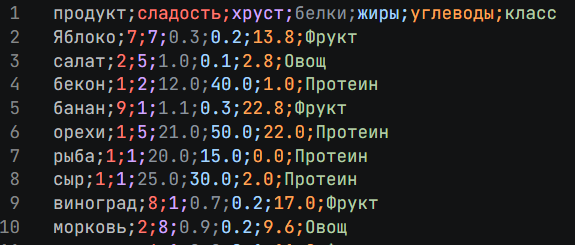 1 продукт;сладость;хруст;белки;жиры;углеводы;класс
2 Яблоко;7;7;0.3;0.2;13.8;Фрукт
3 салат;2;5;1.0;0.1;2.8;Овощ
4 бекон;1;2;12.0;40.0;1.0;Протеин
5 банан;9;1;1.1;0.3;22.8;Фрукт
6 орехи;1;5;21.0;50.0;22.0;Протеин
7 рыба;1;1;20.0;15.0;0.0;Протеин
8 сыр;1;1;25.0;30.0;2.0;Протеин
9 виноград;8;1;0.7;0.2;17.0;Фрукт
10 морковь;2;8;0.9;0.2;9.6;Овощ